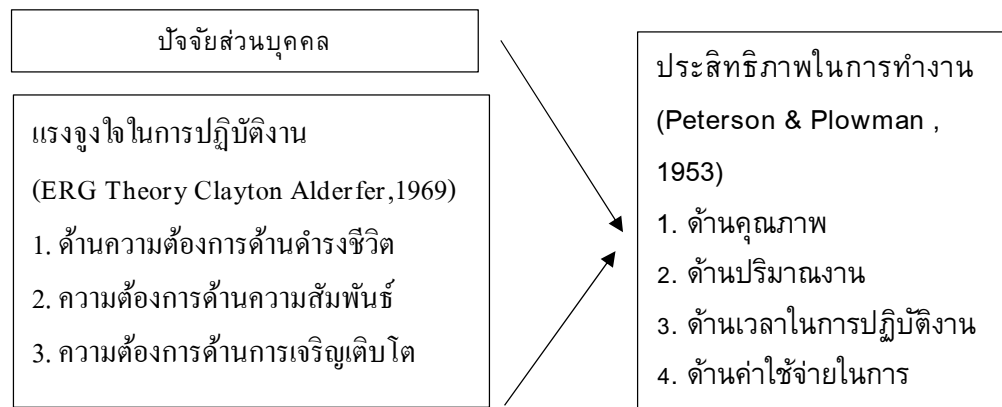 ปัจจัยส่วนบุคคล
แรงจูงใจในการปฏิบัติงาน
(ERG Theory Clayton Alderfer,1969)
1. ด้านความต้องการด้านดำรงชีวิต
2. ความต้องการด้านความสัมพันธ์
3. ความต้องการด้านการเจริญเติบโต
ประสิทธิภาพในการทำงาน
(Peterson & Plowman ,
1953)
1. ด้านคุณภาพ
2. ด้านปริมาณงาน
3. ด้านเวลาในการปฏิบัติงาน
4. ด้านค่าใช้จ่ายในการ